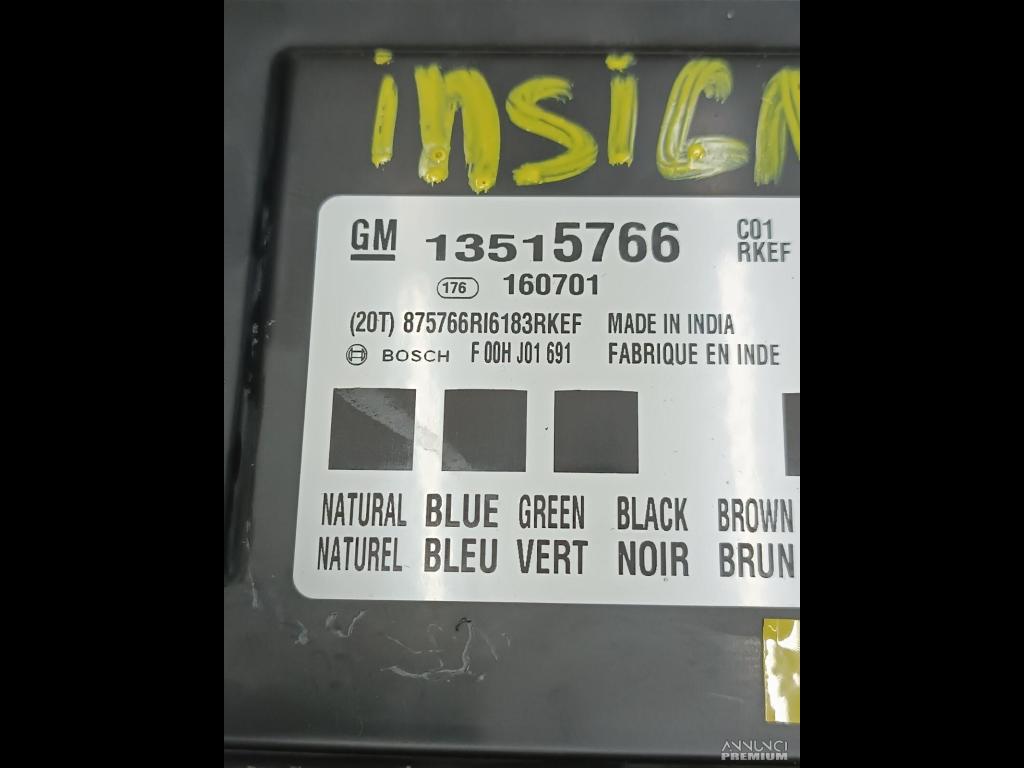 insign
GM 13515766 C01
RKEF
176 160701
(20T) 875766RI6183RKEF MADE IN INDIA
BOSCH F 00H J01 691 FABRIQUE EN INDE
NATURAL BLUE GREEN BLACK BROWN
NATUREL BLEU VERT NOIR BRUN
ANNUNCI
PREMIUM